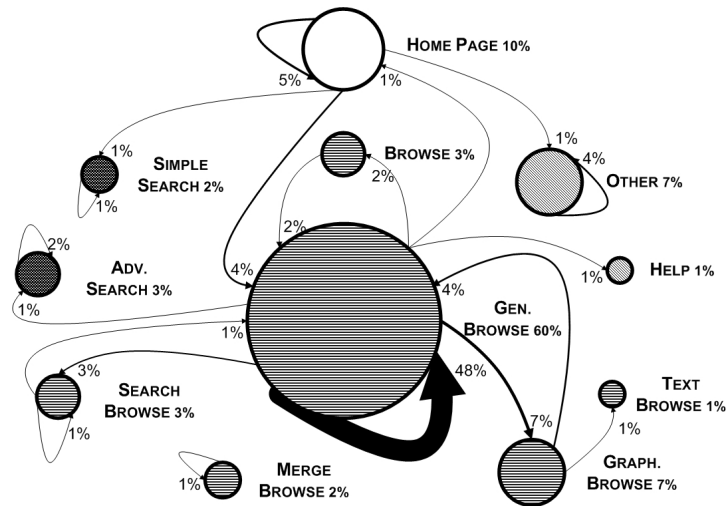 HOME PAGE 10%
5%
1%
1%
SIMPLE
SEARCH 2%
1%
BROWSE 3%
2%
2%
1%
4%
OTHER 7%
2%
ADV.
SEARCH 3%
1%
4%
4%
1%
HELP 1%
GEN.
BROWSE 60%
1%
48%
3%
SEARCH
BROWSE 3%
1%
TEXT
BROWSE 1%
1%
7%
MERGE
BROWSE 2%
1%
GRAPH.
BROWSE 7%